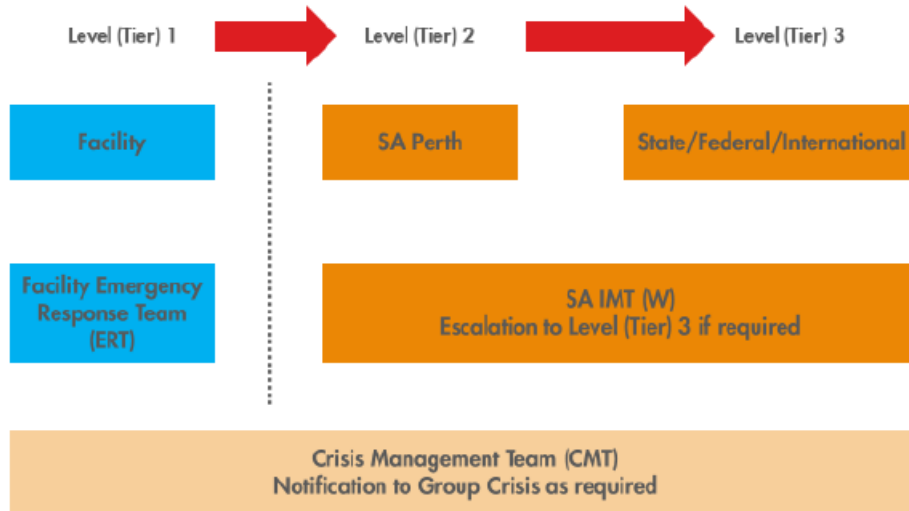 Level (Tier) 1
Level (Tier) 2
Level (Tier) 3
Facility
SA Perth
State/Federal/International
Facility Emergency
Response Team
(ERT)
SA IMT (W)
Escalation to Level (Tier) 3 if required
Crisis Management Team (CMT)
Notification to Group Crisis as required